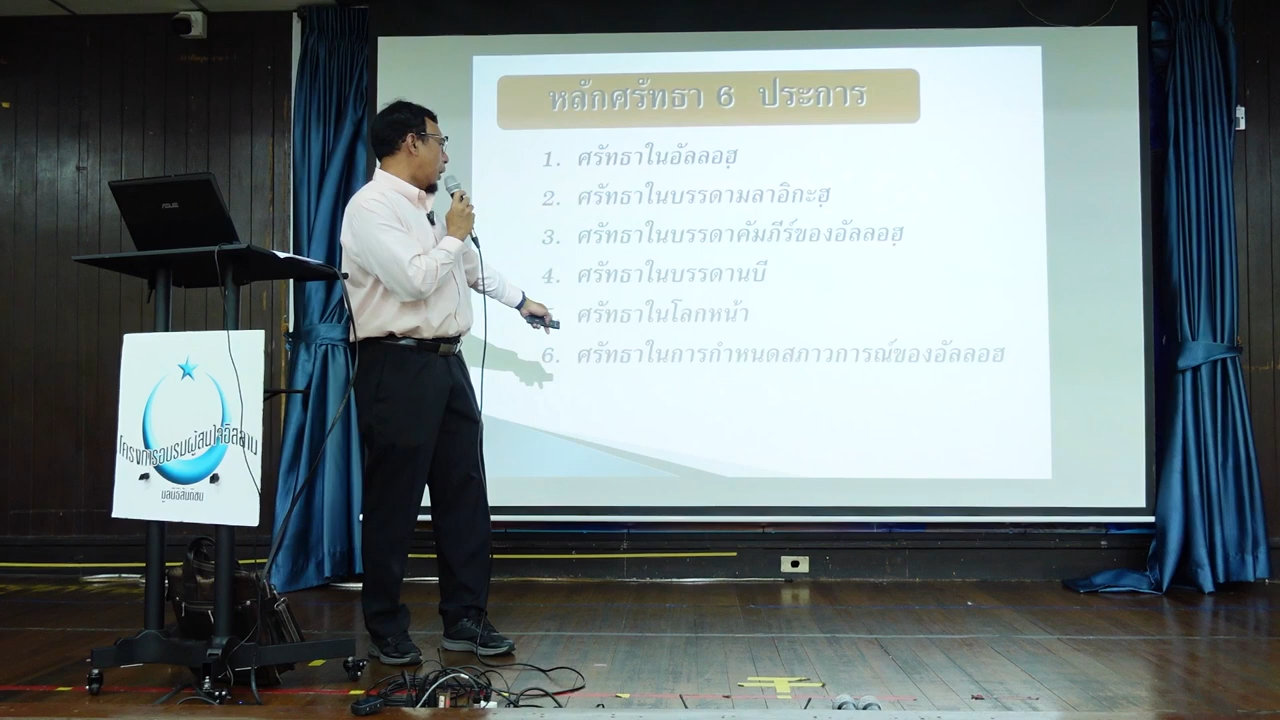 หลักศรัทธา 6 ประการ
1. ศรัทธาในอัลลอฮฺ
2. ศรัทธาในบรรดามลาอิกะฮฺ
3. ศรัทธาในบรรดาคัมภีร์ของอัลลอฮฺ
4. ศรัทธาในบรรดานบี
ศรัทธาในโลกหน้า
6. ศรัทธาในการกำหนดสภาวการณ์ของอัลลอฮ
ASUS
โครงการอบรมผู้สนใจอิสลาม
มูลนิธิสันติชน